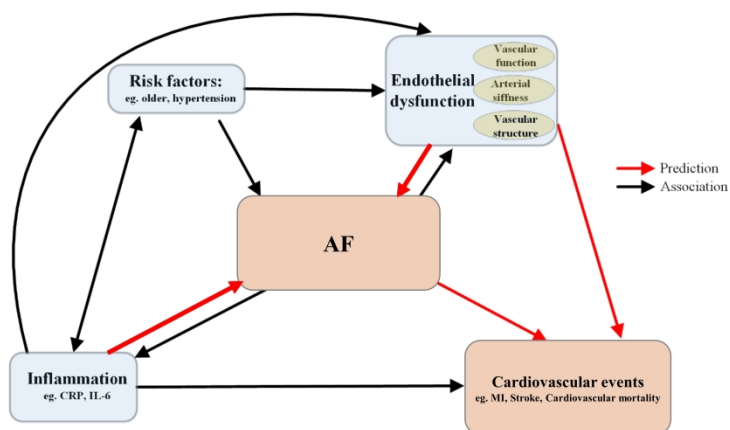 Risk factors:
eg. older, hypertension
Endothelial
dysfunction
Vascular
function
Arterial
siffness
Vascular
structure
Prediction
Association
AF
Inflammation
eg. CRP, IL-6
Cardiovascular events
eg. MI, Stroke, Cardiovascular mortality